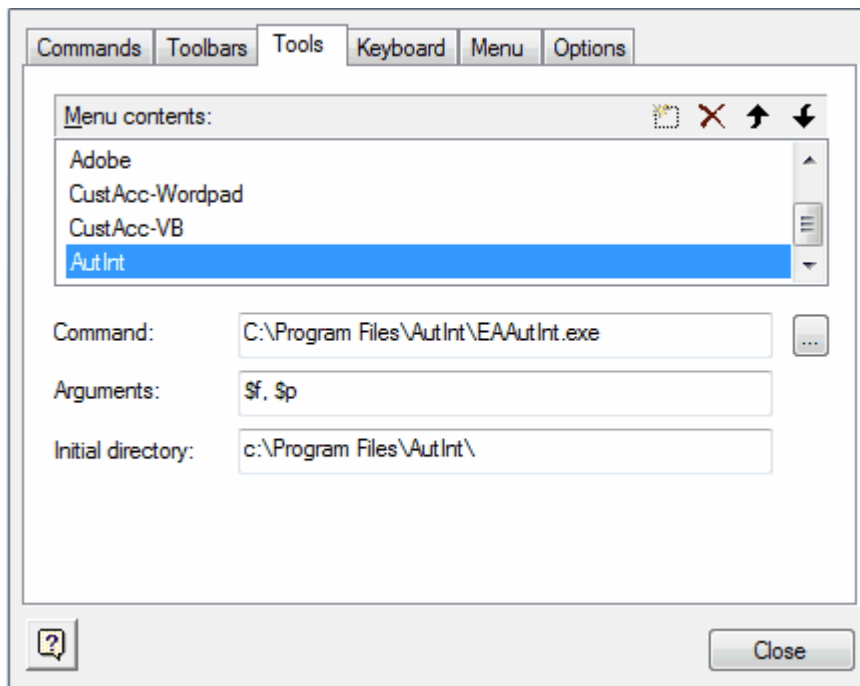 Commands Toolbars Tools Keyboard Menu Options
Menu contents:
Adobe
CustAcc-Wordpad
CustAcc-VB
AutInt
Command: C:\Program Files\AutInt\EAAutInt.exe ...
Arguments: $f, $p
Initial directory: c:\Program Files\AutInt\
? Close